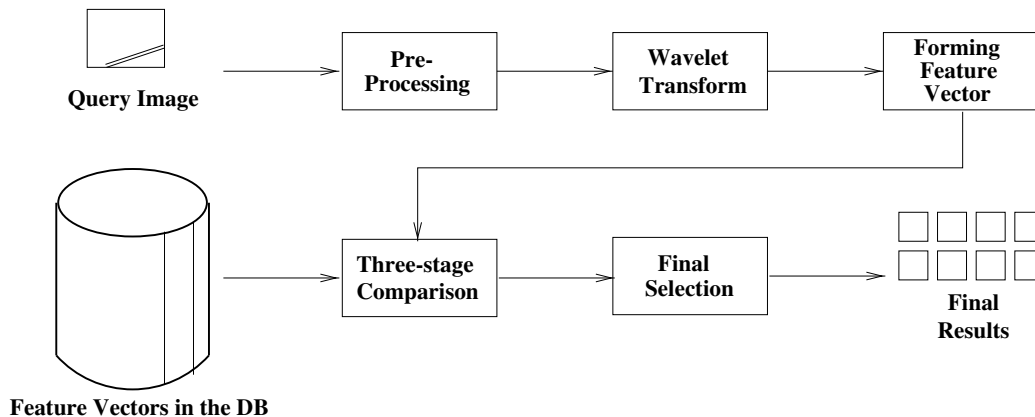 Query Image
Pre-
Processing
Wavelet
Transform
Forming
Feature
Vector
Three-stage
Comparison
Final
Selection
Final
Results
Feature Vectors in the DB